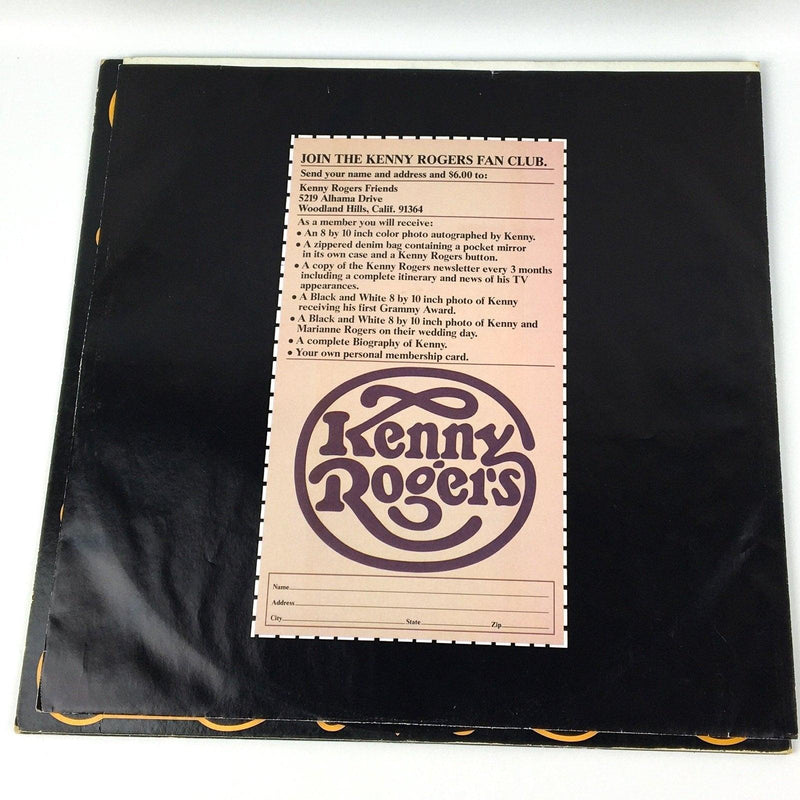 JOIN THE KENNY ROGERS FAN CLUB.
Send your name and address and $6.00 to:
Kenny Rogers Friends
5219 Alhama Drive
Woodland Hills, Calif. 91364
As a member you will receive:
• An 8 by 10 inch color photo autographed by Kenny.
• A zippered denim bag containing a pocket mirror
in its own case and a Kenny Rogers button.
• A copy of the Kenny Rogers newsletter every 3 months
including a complete itinerary and news of his TV
appearances.
• A Black and White 8 by 10 inch photo of Kenny
receiving his first Grammy Award.
• A Black and White 8 by 10 inch photo of Kenny and
Marianne Rogers on their wedding day.
• A complete Biography of Kenny.
• Your own personal membership card.
Kenny
Rogers
Name
Address
City State Zip